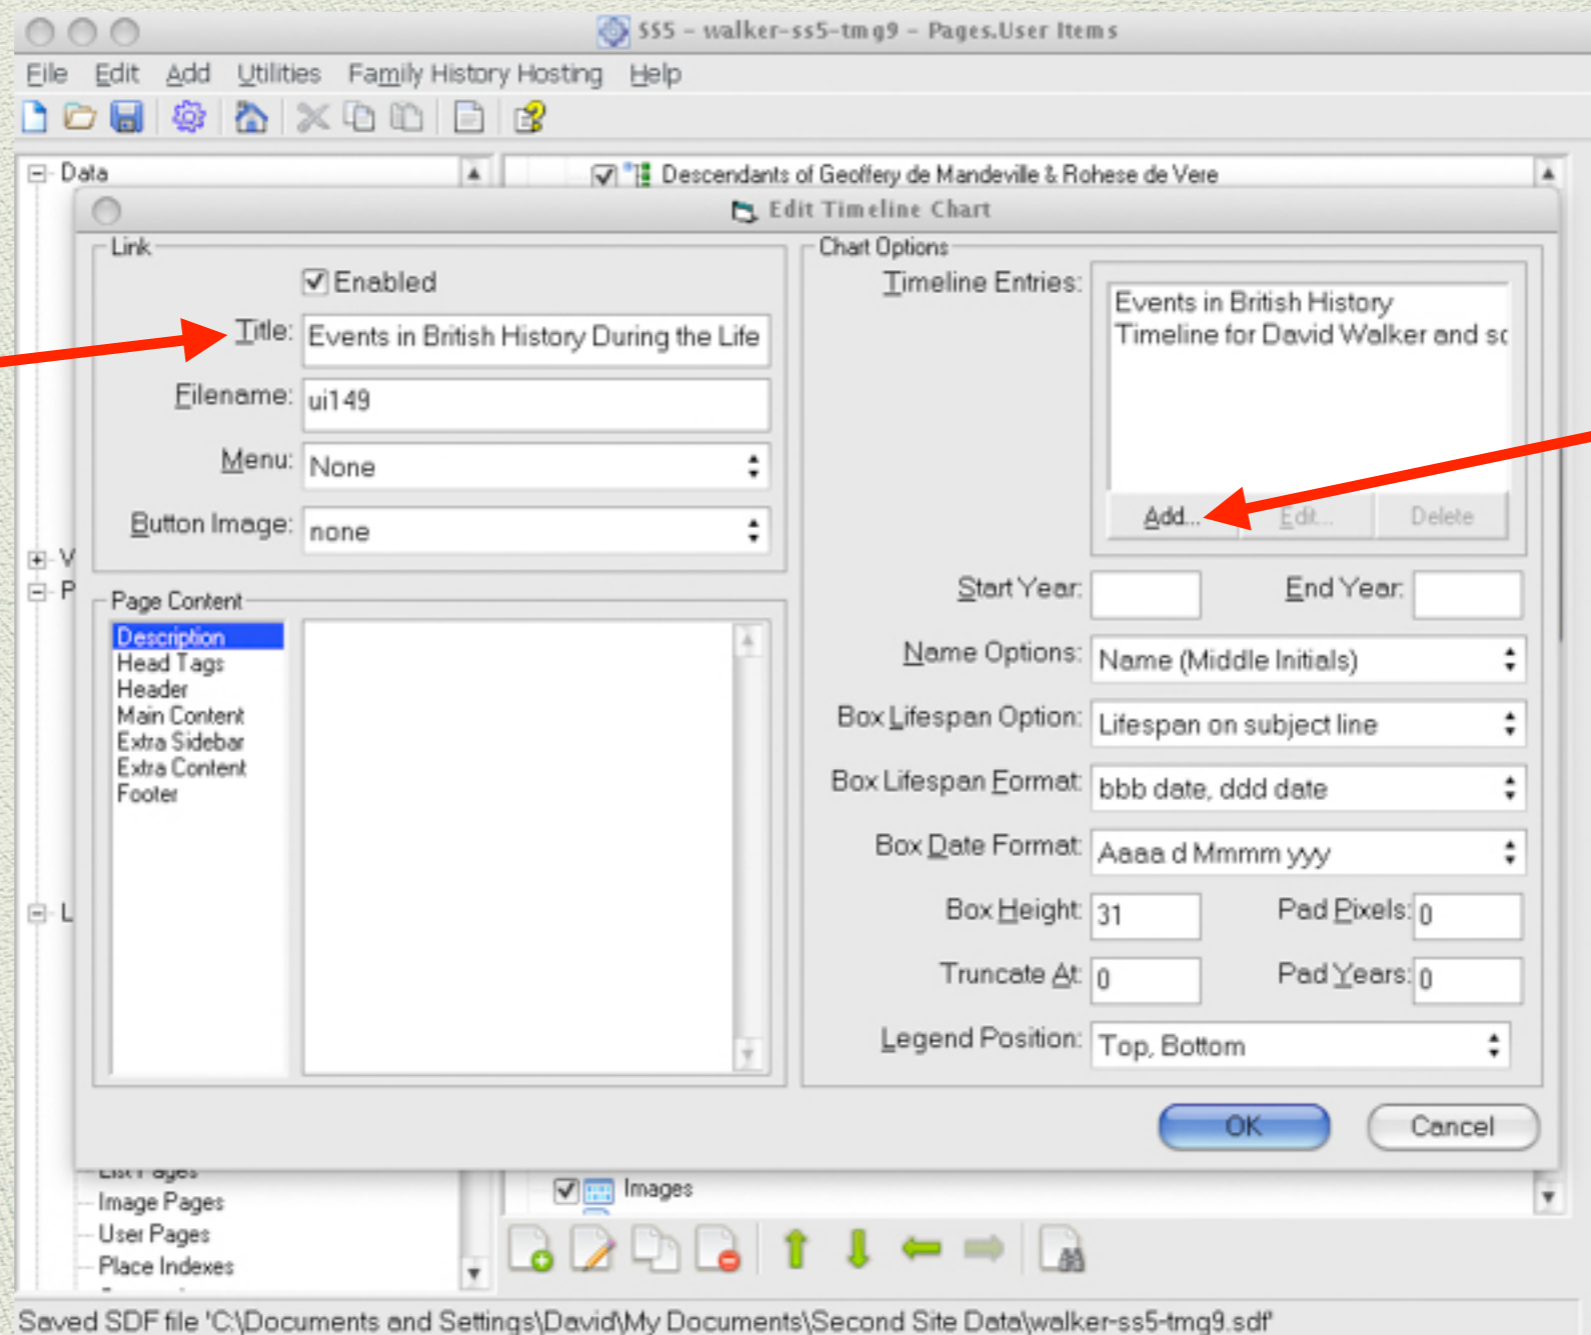 SS5 - walker-ss5-tmg9 - Pages.User Items
File Edit Add Utilities Family History Hosting Help
Data
Descendants of Geoffery de Mandeville & Rohese de Vere
Edit Timeline Chart
Link
Enabled
Title: Events in British History During the Life
Filename: ui149
Menu: None
Button Image: none
Page Content
Description
Head Tags
Header
Main Content
Extra Sidebar
Extra Content
Footer
Chart Options
Timeline Entries:
Events in British History
Timeline for David Walker and sc
Add... Edit... Delete
Start Year: End Year:
Name Options: Name (Middle Initials)
Box Lifespan Option: Lifespan on subject line
Box Lifespan Format: bbb date, ddd date
Box Date Format: Aaaa d Mmmm yyy
Box Height: 31 Pad Pixels: 0
Truncate At: 0 Pad Years: 0
Legend Position: Top, Bottom
OK Cancel
V
P
L
List Pages
Image Pages
User Pages
Place Indexes
Images
Saved SDF file 'C:\Documents and Settings\David\My Documents\Second Site Data\walker-ss5-tmg9.sdf'